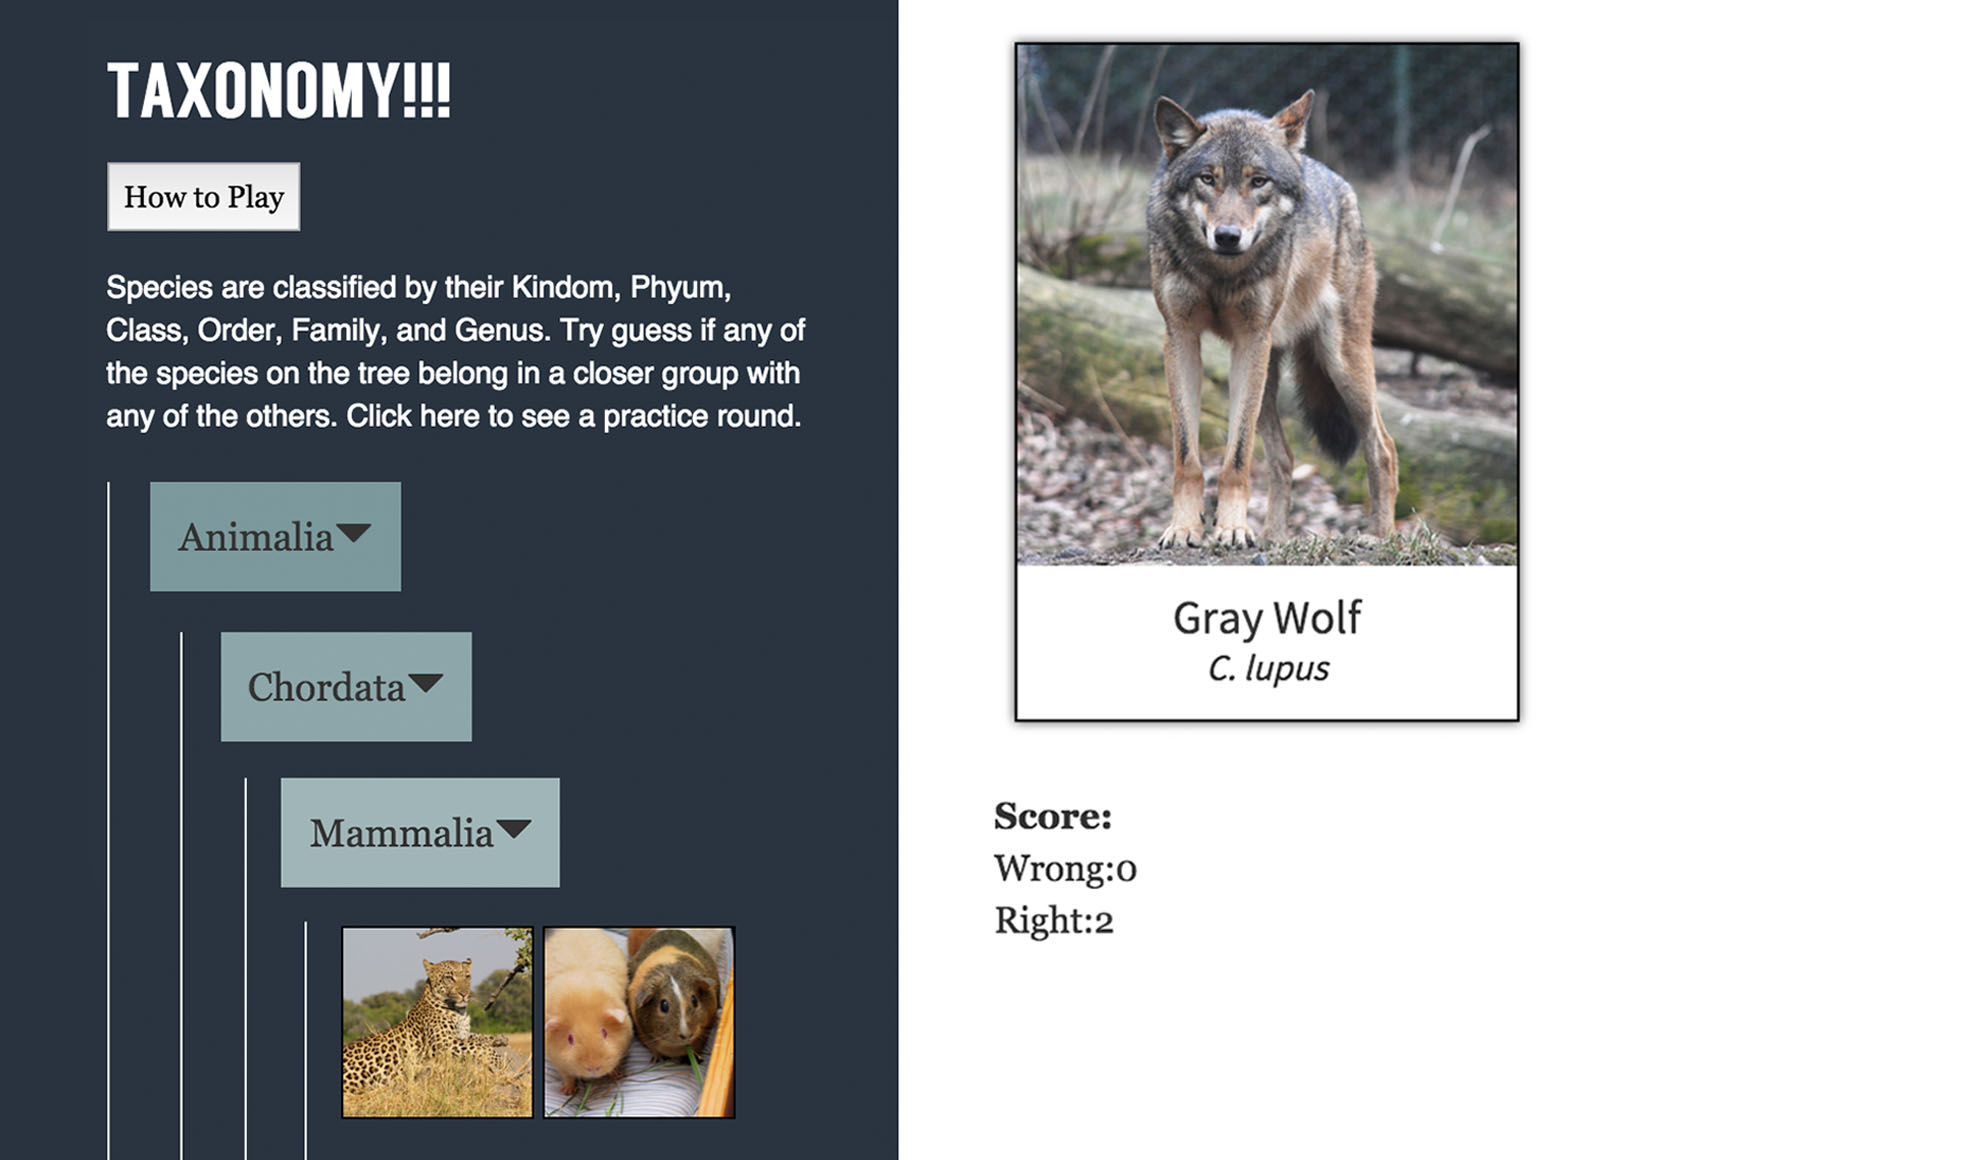 TAXONOMY!!!
How to Play
Species are classified by their Kindom, Phyum,
Class, Order, Family, and Genus. Try guess if any of
the species on the tree belong in a closer group with
any of the others. Click here to see a practice round.
Animalia
Chordata
Mammalia
Gray Wolf
C. lupus
Score:
Wrong:0
Right:2